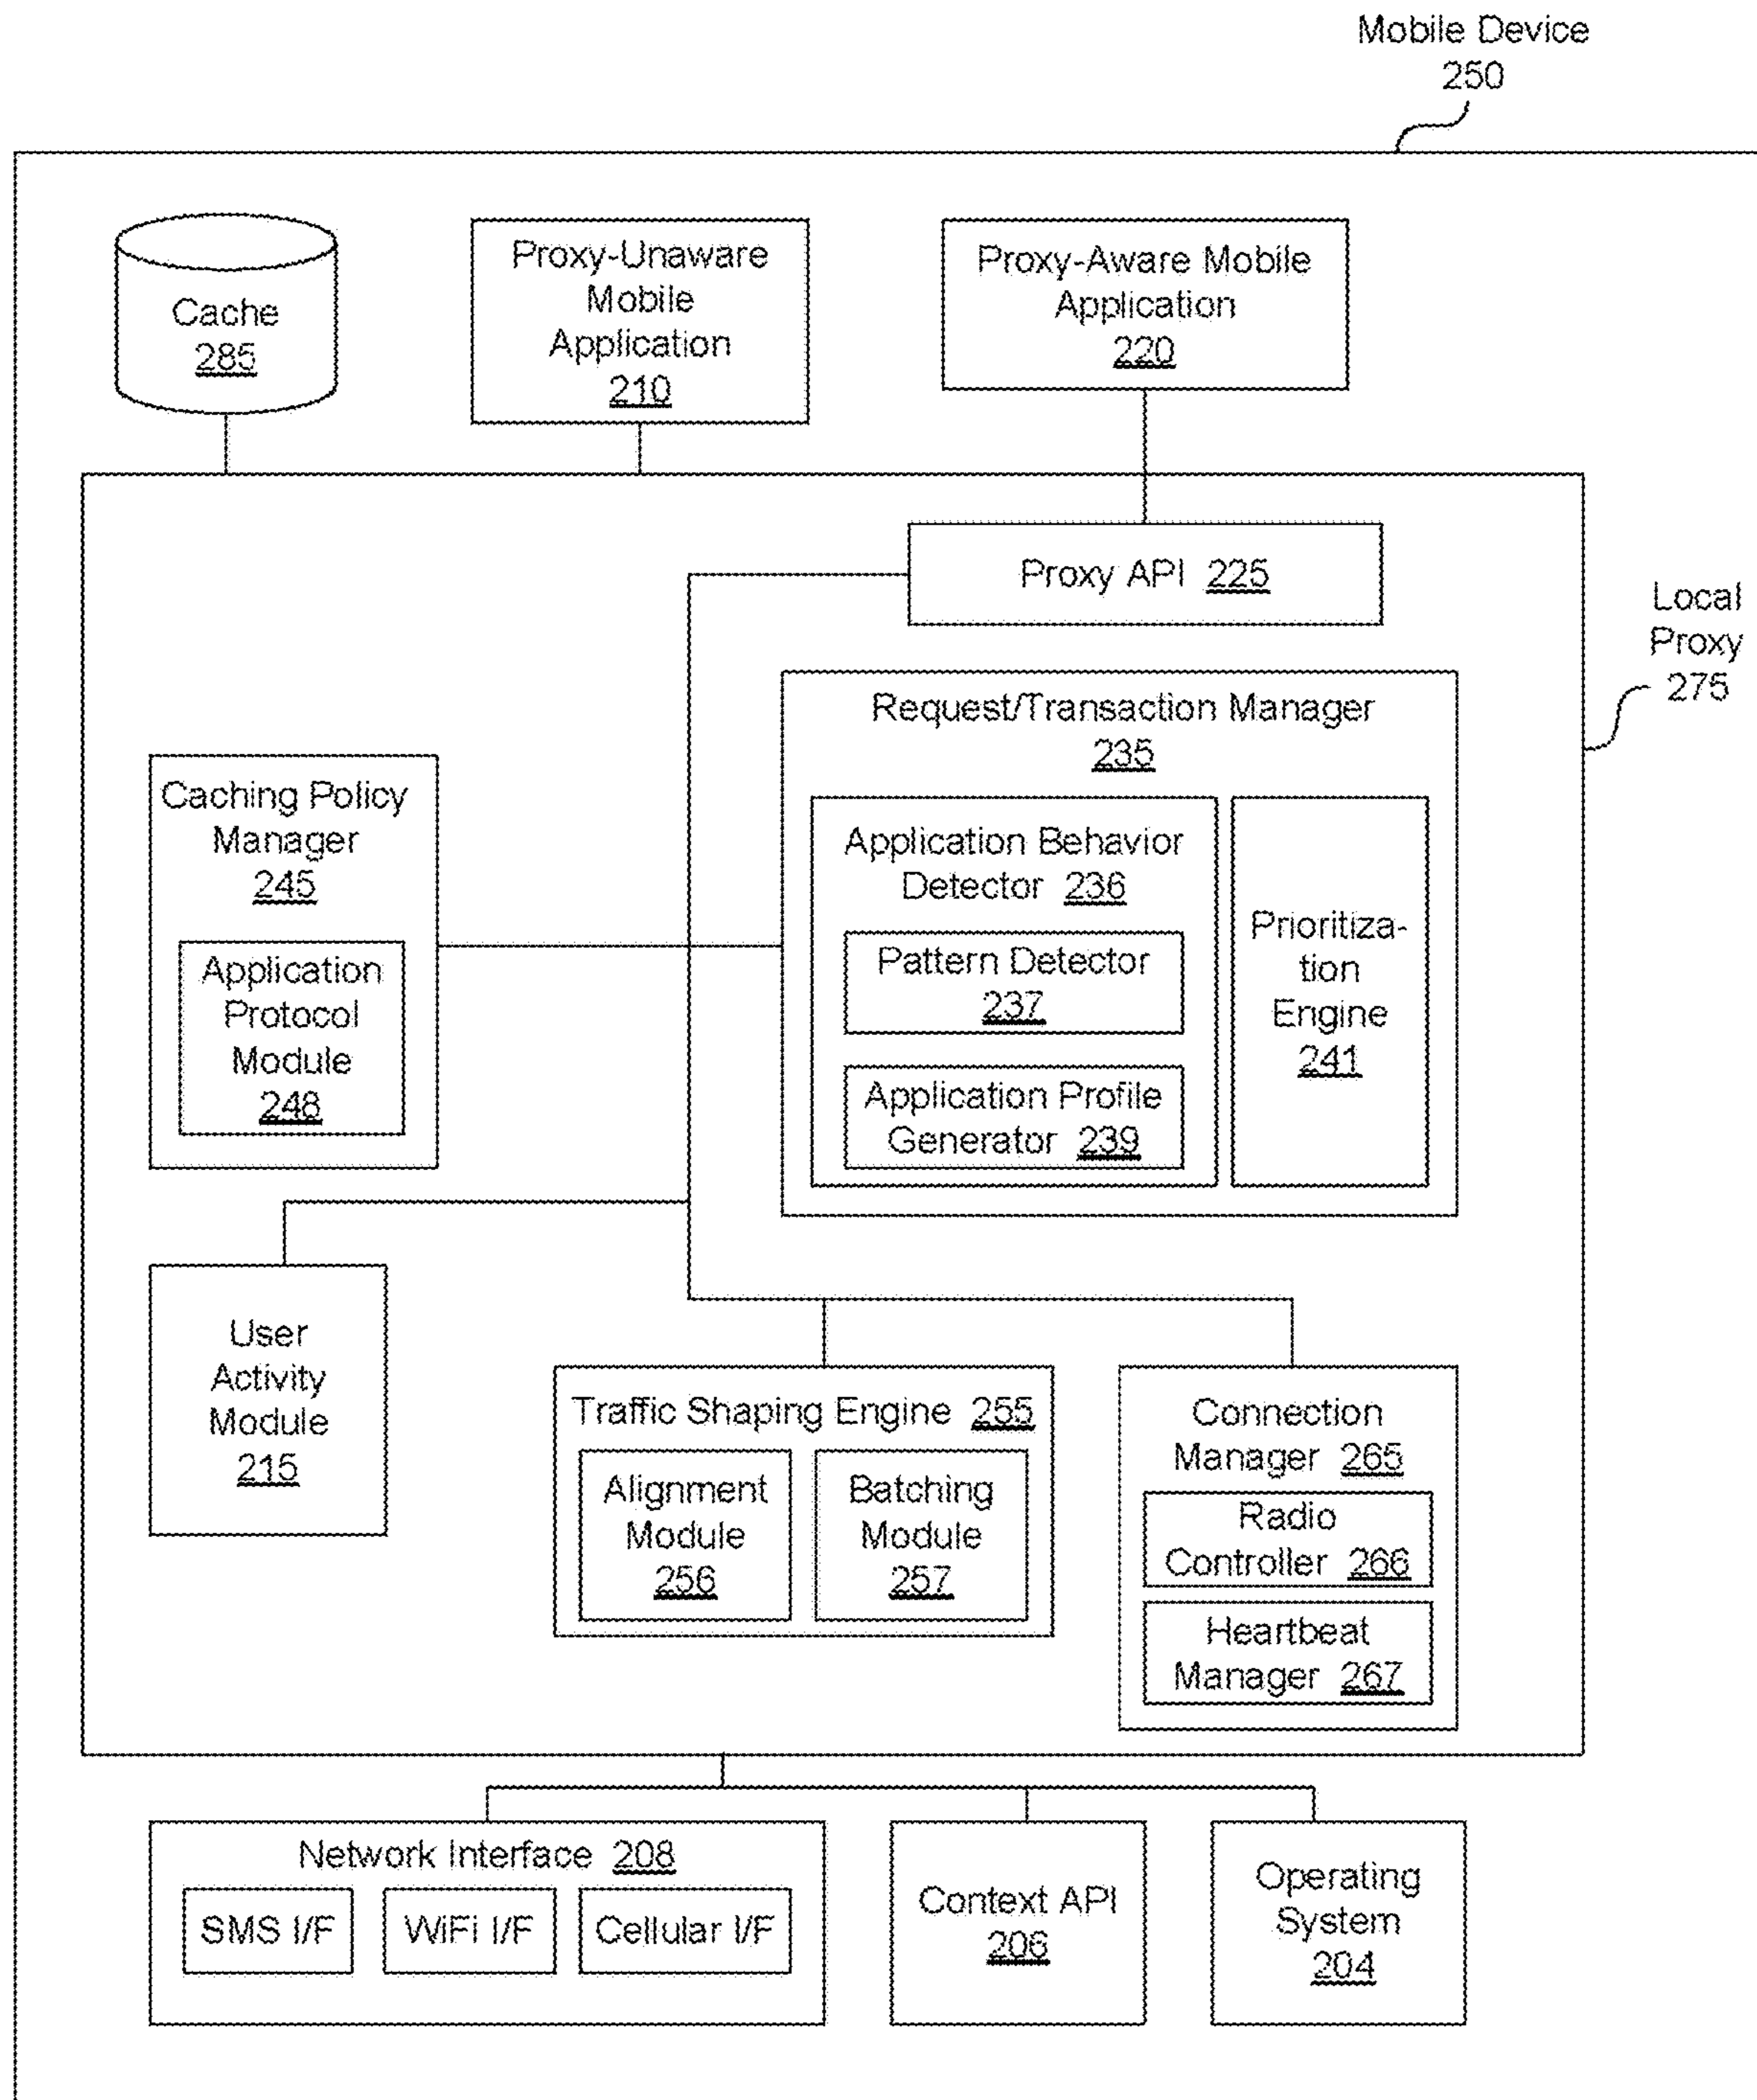 Mobile Device
250
Cache
285
Proxy-Unaware
Mobile
Application
210
Proxy-Aware Mobile
Application
220
Proxy API 225
Local
Proxy
275
Request/Transaction Manager
235
Caching Policy
Manager
245
Application
Protocol
Module
248
Application Behavior
Detector 236
Pattern Detector
237
Application Profile
Generator 239
Prioritiza-
tion
Engine
241
User
Activity
Module
215
Traffic Shaping Engine 255
Alignment
Module
256
Batching
Module
257
Connection
Manager 265
Radio
Controller 266
Heartbeat
Manager 267
Network Interface 208
SMS I/F
WiFi I/F
Cellular I/F
Context API
206
Operating
System
204